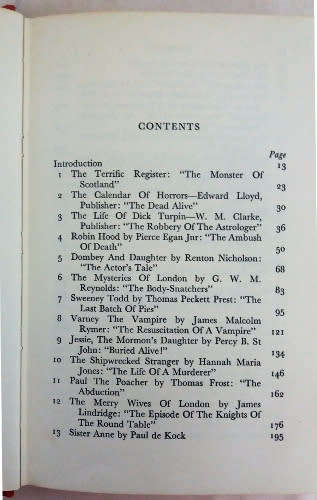 CONTENTS
Page
Introduction 13
1 The Terrific Register: "The Monster Of
Scotland" 23
2 The Calendar Of Horrors—Edward Lloyd,
Publisher: "The Dead Alive" 30
3 The Life Of Dick Turpin—W. M. Clarke,
Publisher: "The Robbery Of The Astrologer" 36
4 Robin Hood by Pierce Egan Jur: "The Ambush
Of Death" 50
5 Dombey And Daughter by Renton Nicholson:
"The Actor's Tale" 68
6 The Mysteries Of London by G. W. M.
Reynolds: "The Body-Snatchers" 83
7 Sweeney Todd by Thomas Peckett Prest: "The
Last Batch Of Pies" 95
8 Varney The Vampire by James Malcolm
Rymer: "The Resuscitation Of A Vampire" 121
9 Jessie, The Mormon's Daughter by Percy B. St
John: "Buried Alive!" 134
10 The Shipwrecked Stranger by Hannah Maria
Jones: "The Life Of A Murderer" 146
11 Paul The Poacher by Thomas Frost: "The
Abduction" 162
12 The Merry Wives Of London by James
Lindridge: "The Episode Of The Knights Of
The Round Table" 176
13 Sister Anne by Paul de Kock 195